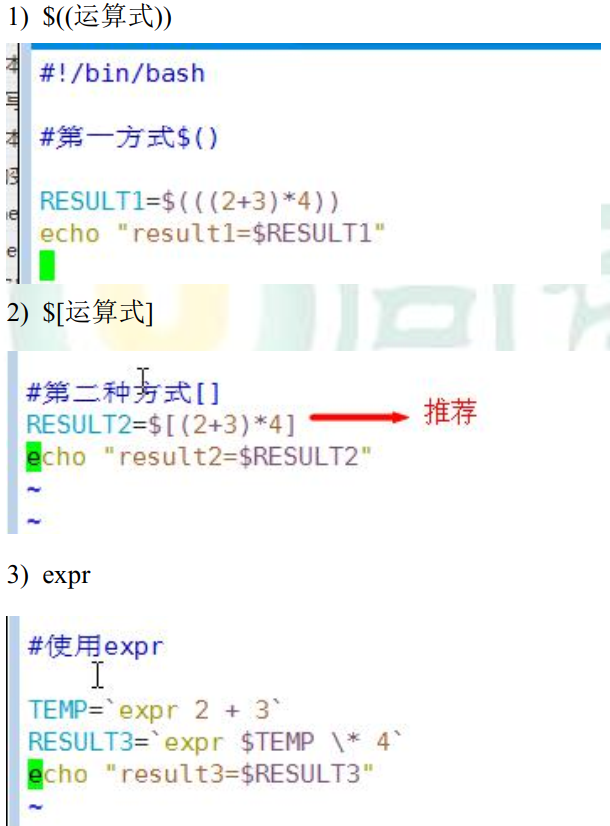 1) $((运算式))
#!/bin/bash
#第一方式$()
RESULT1=$(((2+3)*4))
echo "result1=$RESULT1"
2) $[运算式]
#第二种方式[]
RESULT2=$[(2+3)*4]
推荐
echo "result2=$RESULT2"
~
~
3) expr
#使用expr
TEMP=`expr 2 + 3`
RESULT3=`expr $TEMP \* 4`
echo "result3=$RESULT3"
~